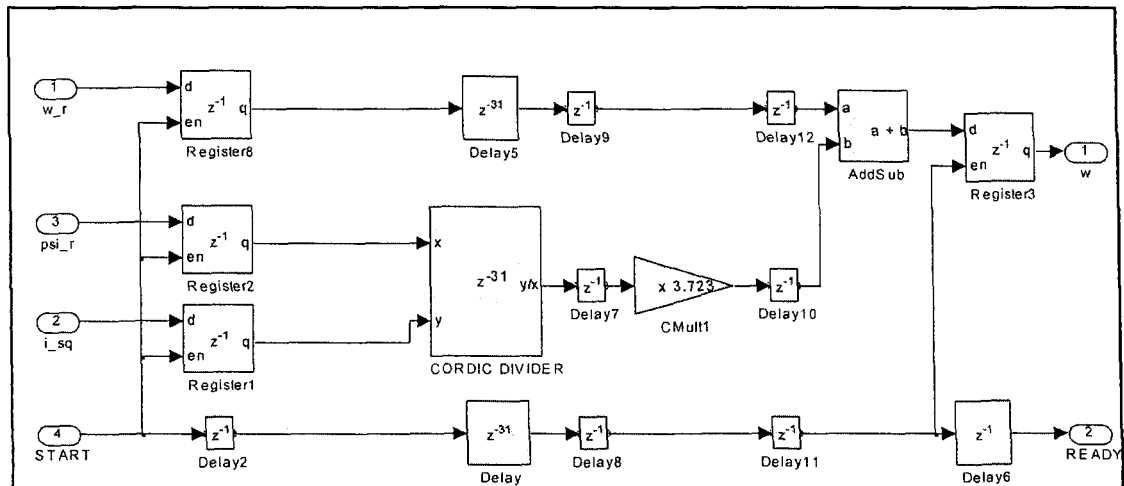 1
w_r
d
z-1
q
en
Register8
z-31
Delay5
z-1
Delay9
z-1
Delay12
a
a + b
b
AddSub
d
z-1
q
en
Register3
1
w
3
psi_r
d
z-1
q
en
Register2
x
z-31
y/x
y
CORDIC DIVIDER
z-1
Delay7
x 3.723
CMult1
z-1
Delay10
2
i_sq
d
z-1
q
en
Register1
4
START
z-1
Delay2
z-31
Delay
z-1
Delay8
z-1
Delay11
z-1
Delay6
2
READY